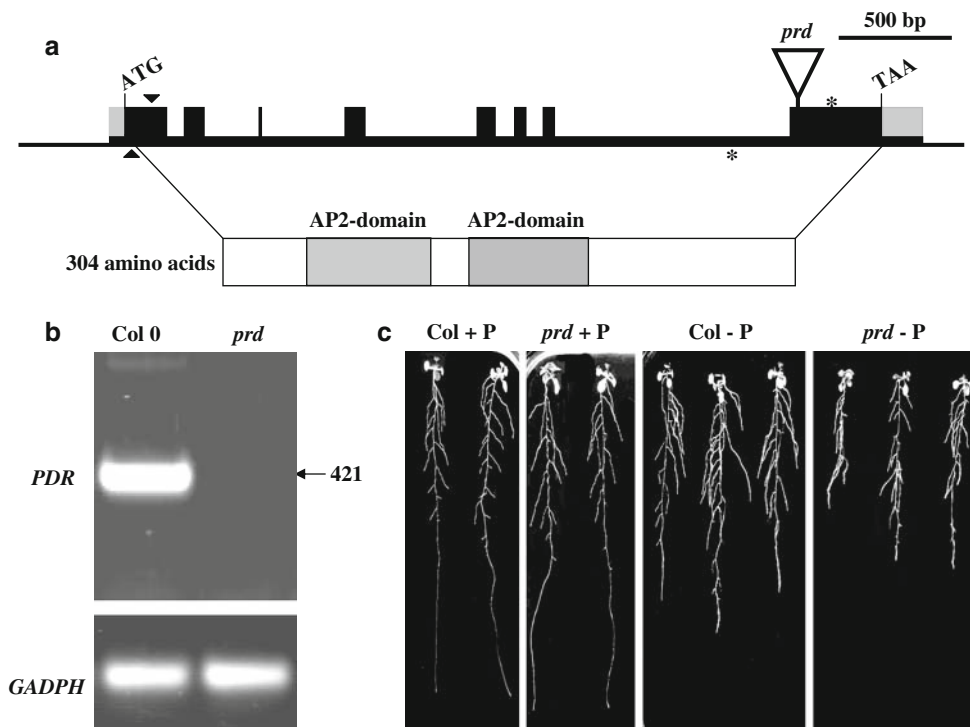 a
ATG
prd
500 bp
TAA
*
*
AP2-domain AP2-domain
304 amino acids
b
Col 0 prd
PDR
421
GADPH
c
Col + P prd + P Col - P prd - P